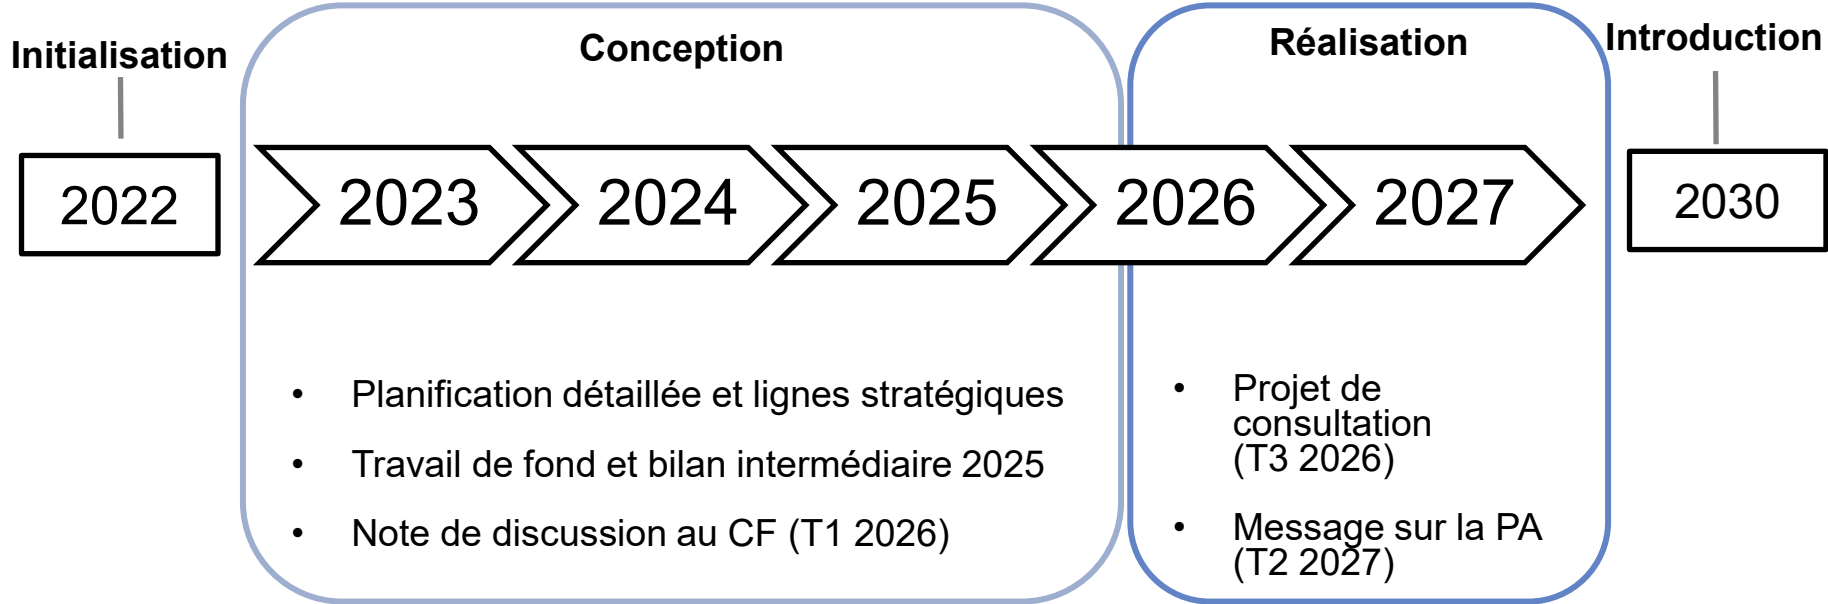 Initialisation
Conception
Réalisation
Introduction
2022
2023
2024
2025
2026
2027
2030
• Planification détaillée et lignes stratégiques
• Travail de fond et bilan intermédiaire 2025
• Note de discussion au CF (T1 2026)
• Projet de
consultation
(T3 2026)
• Message sur la PA
(T2 2027)